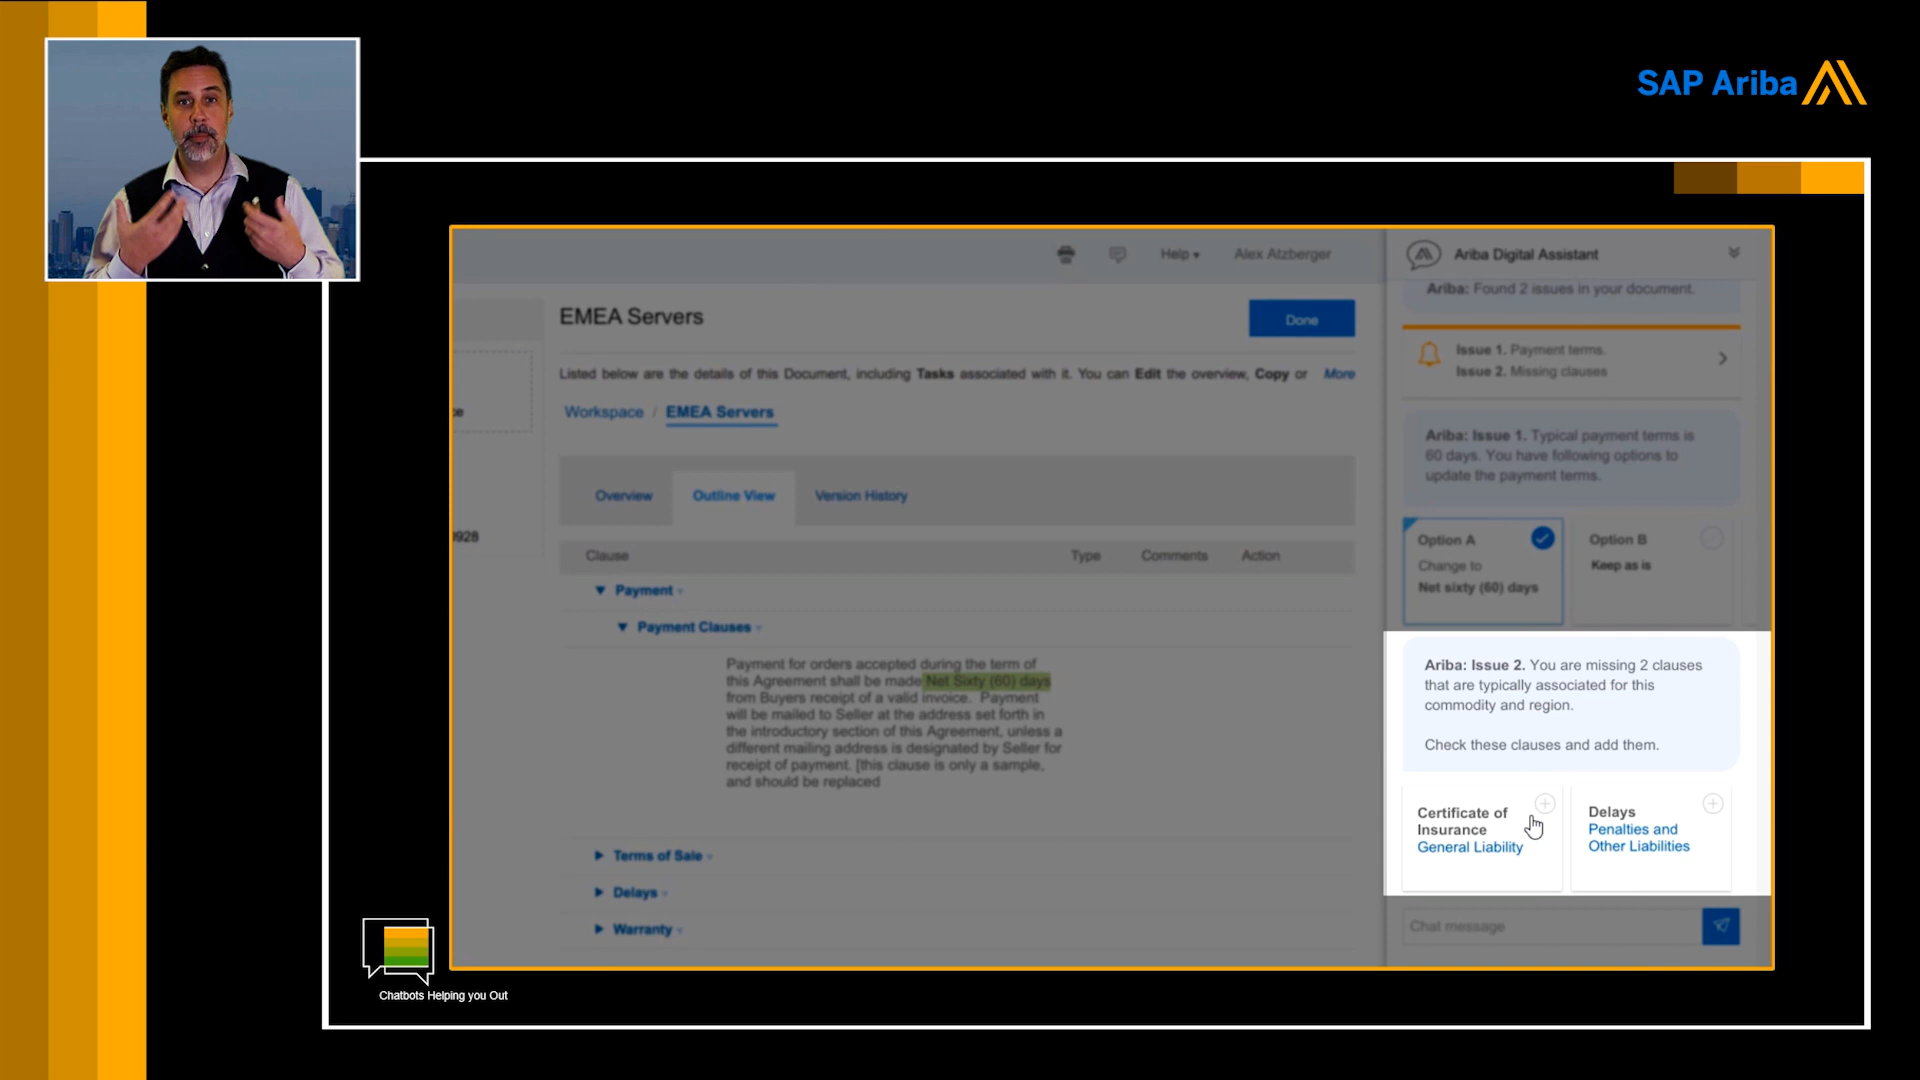 SAP Ariba
Help
Alex Atzberger
EMEA Servers
Done
Listed below are the details of this Document, including Tasks associated with it. You can Edit the overview, Copy or More
Workspace / EMEA Servers
0928
Overview
Outline View
Version History
Clause
Type
Comments
Action
Payment
Payment Clauses
Payment for orders accepted during the term of
this Agreement shall be made Net Sixty (60) days
from Buyers receipt of a valid invoice. Payment
will be mailed to Seller at the address set forth in
the introductory section of this Agreement, unless a
different mailing address is designated by Seller for
receipt of payment. [this clause is only a sample,
and should be replaced
Terms of Sale
Delays
Warranty
Ariba Digital Assistant
Ariba: Found 2 issues in your document.
Issue 1. Payment terms.
Issue 2. Missing clauses
Ariba: Issue 1. Typical payment terms is
60 days. You have following options to
update the payment terms.
Option A
Change to
Net sixty (60) days
Option B
Keep as is
Ariba: Issue 2. You are missing 2 clauses
that are typically associated for this
commodity and region.
Check these clauses and add them.
Certificate of
Insurance
General Liability
Delays
Penalties and
Other Liabilities
Chat message
Chatbots Helping you Out